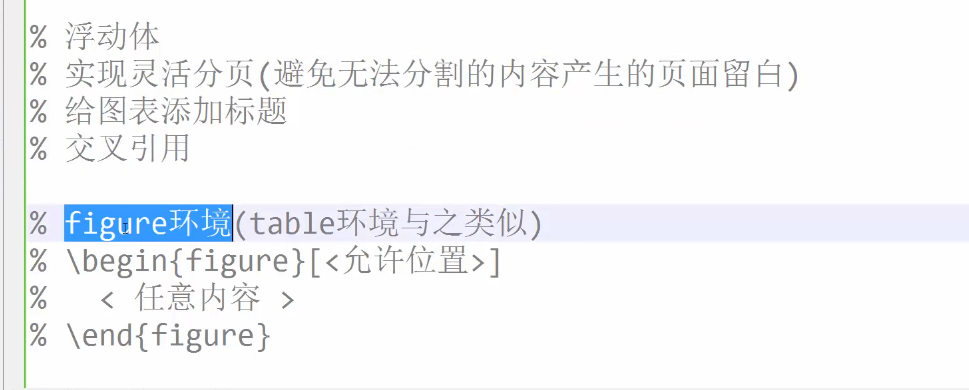 % 浮动体
% 实现灵活分页(避免无法分割的内容产生的页面留白)
% 给图表添加标题
% 交叉引用
% figure环境(table环境与之类似)
% \begin{figure}[<允许位置>]
%   < 任意内容 >
% \end{figure}